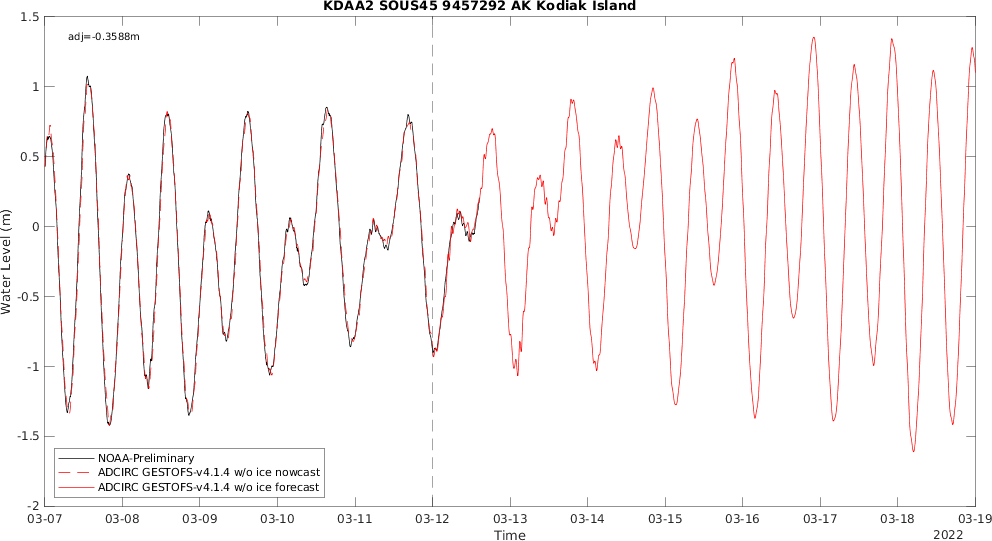 KDAA2 SOUS45 9457292 AK Kodiak Island
1.5
adj=-0.3588m
1
0.5
0
-0.5
-1
-1.5
-2
Water Level (m)
NOAA-Preliminary
ADCIRC GESTOFS-v4.1.4 w/o ice nowcast
ADCIRC GESTOFS-v4.1.4 w/o ice forecast
03-07 03-08 03-09 03-10 03-11 03-12 03-13 03-14 03-15 03-16 03-17 03-18 03-19
Time
2022